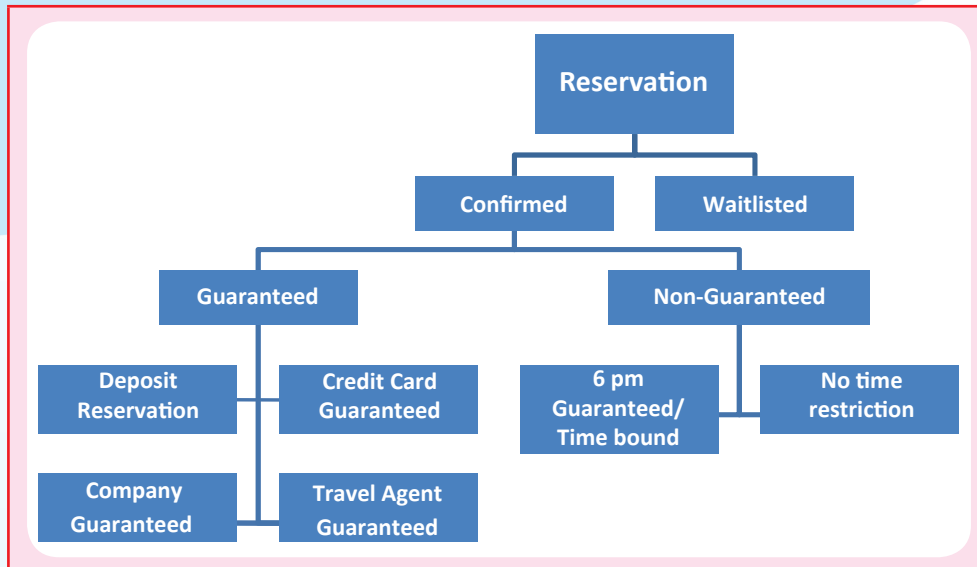 Reservation
Confirmed
Waitlisted
Guaranteed
Non-Guaranteed
Deposit
Reservation
Credit Card
Guaranteed
6 pm
Guaranteed/
Time bound
No time
restriction
Company
Guaranteed
Travel Agent
Guaranteed